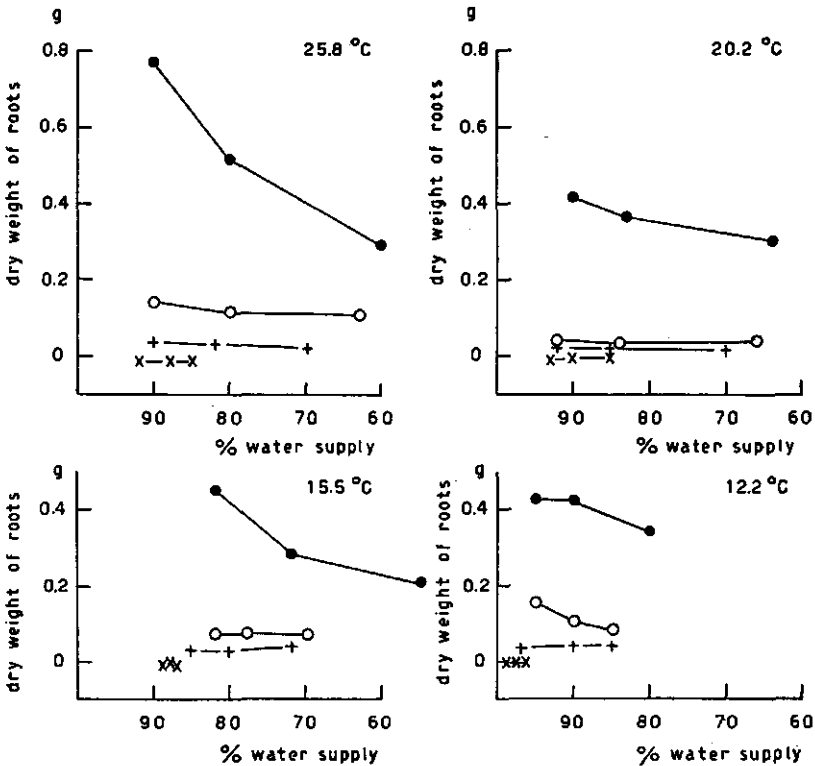 g
25.8 °C
0.8
0.6
0.4
0.2
0
dry weight of roots
90 80 70 60
% water supply
g
20.2 °C
0.8
0.6
0.4
0.2
0
dry weight of roots
90 80 70 60
% water supply
g
15.5 °C
0.4
0.2
0
dry weight of roots
90 80 70 60
% water supply
g
12.2 °C
0.4
0.2
0
dry weight of roots
90 80 70 60
% water supply